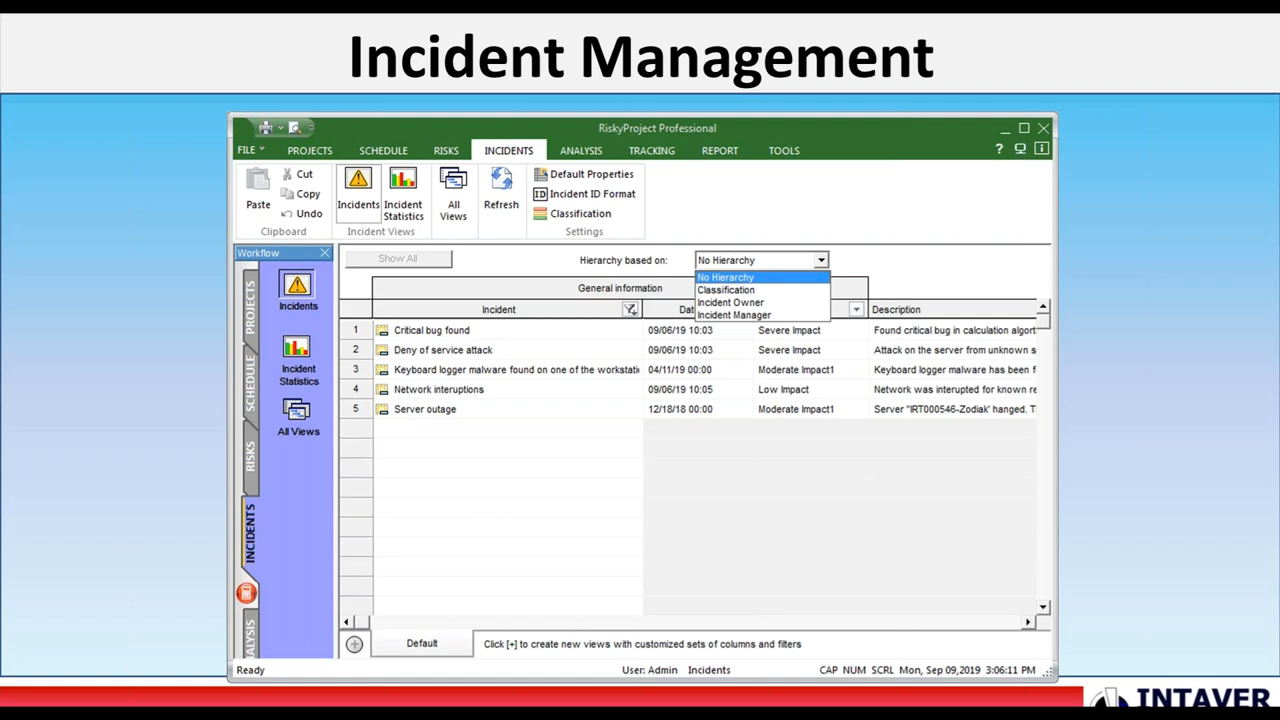 Incident Management
RiskyProject Professional
FILE PROJECTS SCHEDULE RISKS INCIDENTS ANALYSIS TRACKING REPORT TOOLS ?
Paste Cut Copy Undo
Clipboard
Incidents Incident Statistics
Incident Views
All Views
Refresh
Default Properties
ID Incident ID Format
Classification
Settings
Workflow
PROJECTS
SCHEDULE
RISKS
INCIDENTS
Incidents
Incident
Statistics
All Views
Show All Hierarchy based on: No Hierarchy
No Hierarchy
Classification
Incident Owner
Incident Manager
General information
Incident Dat Description
1 Critical bug found 09/06/19 10:03 Severe Impact Found critical bug in calculation algort
2 Deny of service attack 09/06/19 10:03 Severe Impact Attack on the server from unknown s
3 Keyboard logger malware found on one of the workstati 04/11/19 00:00 Moderate Impact1 Keyboard logger malware has been f
4 Network interuptions 09/06/19 10:05 Low Impact Network was interupted for known re
5 Server outage 12/18/18 00:00 Moderate Impact1 Server "IRT000546-Zodiak' hanged. T
Default Click [+] to create new views with customized sets of columns and filters
Ready User: Admin Incidents CAP NUM SCRL Mon, Sep 09,2019 3:06:11 PM
INTAVER